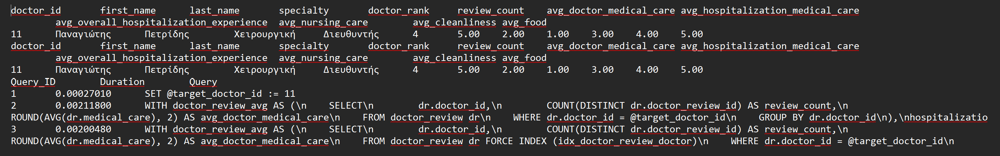 doctor_id first_name last_name specialty doctor_rank review_count avg_doctor_medical_care avg_hospitalization_medical_care
avg_overall_hospitalization_experience avg_nursing_care avg_cleanliness avg_food
11 Παναγιώτης Πετρίδης Χειρουργική Διευθυντής 4 5.00 2.00 1.00 3.00 4.00 5.00
doctor_id first_name last_name specialty doctor_rank review_count avg_doctor_medical_care avg_hospitalization_medical_care
avg_overall_hospitalization_experience avg_nursing_care avg_cleanliness avg_food
11 Παναγιώτης Πετρίδης Χειρουργική Διευθυντής 4 5.00 2.00 1.00 3.00 4.00 5.00
Query_ID Duration Query
1 0.00027010 SET @target_doctor_id := 11
2 0.00211800 WITH doctor_review_avg AS (\n SELECT\n dr.doctor_id,\n COUNT(DISTINCT dr.doctor_review_id) AS review_count,\n
ROUND(AVG(dr.medical_care), 2) AS avg_doctor_medical_care\n FROM doctor_review dr\n WHERE dr.doctor_id = @target_doctor_id\n GROUP BY dr.doctor_id\n),\nhospitalizatio
3 0.00200480 WITH doctor_review_avg AS (\n SELECT\n dr.doctor_id,\n COUNT(DISTINCT dr.doctor_review_id) AS review_count,\n
ROUND(AVG(dr.medical_care), 2) AS avg_doctor_medical_care\n FROM doctor_review dr FORCE INDEX (idx_doctor_review_doctor)\n WHERE dr.doctor_id = @target_doctor_id\n